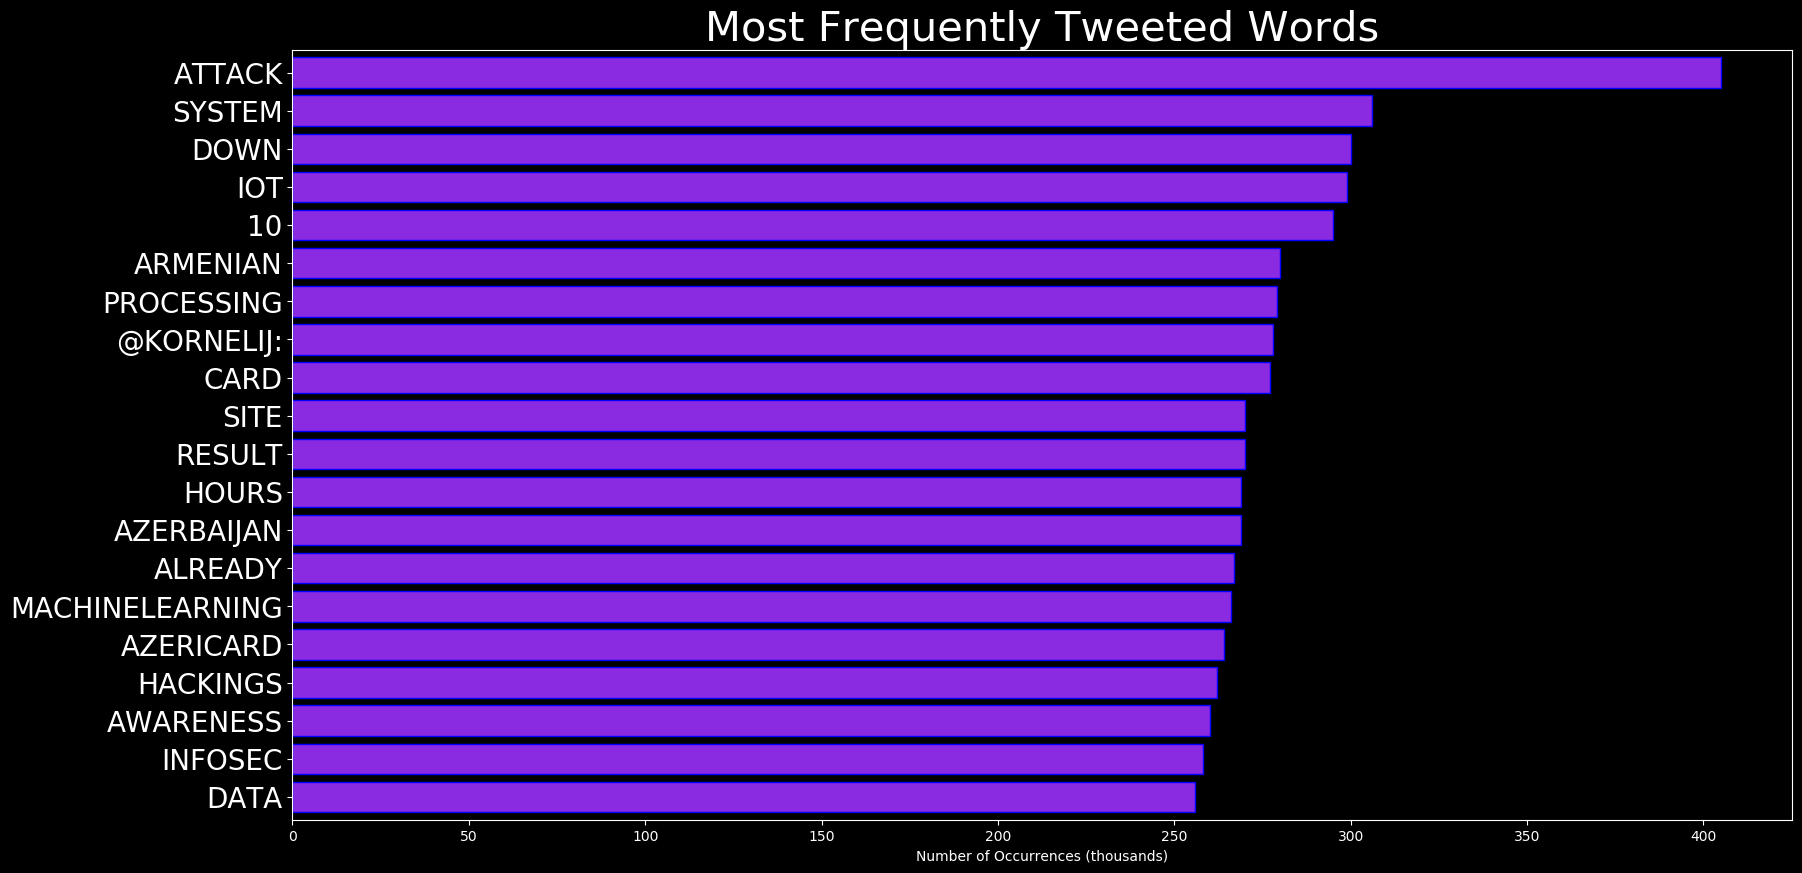 Most Frequently Tweeted Words
ATTACK
SYSTEM
DOWN
IOT
10
ARMENIAN
PROCESSING
@KORNELIJ:
CARD
SITE
RESULT
HOURS
AZERBAIJAN
ALREADY
MACHINELEARNING
AZERICARD
HACKINGS
AWARENESS
INFOSEC
DATA
0 50 100 150 200 250 300 350 400
Number of Occurrences (thousands)